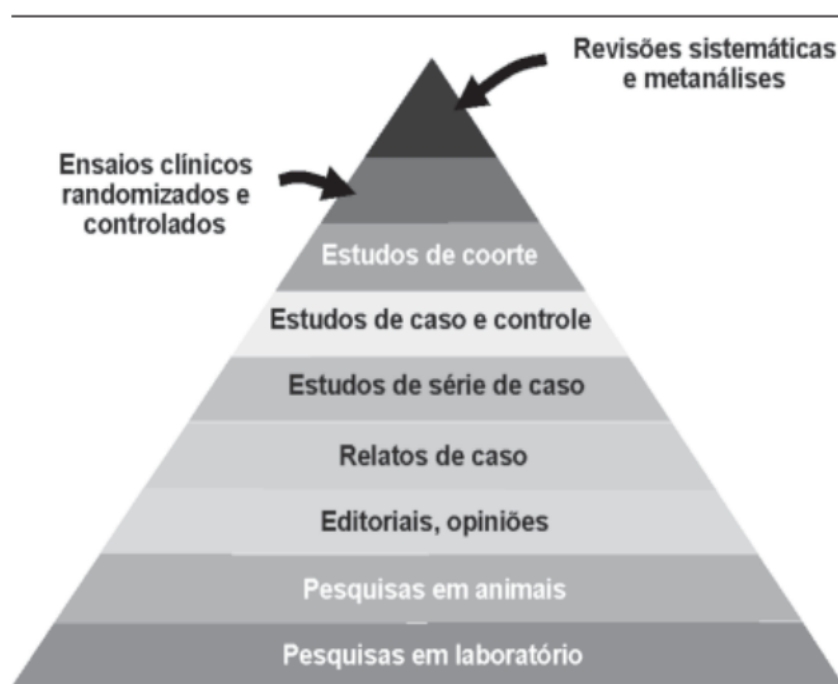 Revisões sistemáticas
e metanálises
Ensaios clínicos
randomizados e
controlados
Estudos de coorte
Estudos de caso e controle
Estudos de série de caso
Relatos de caso
Editoriais, opiniões
Pesquisas em animais
Pesquisas em laboratório